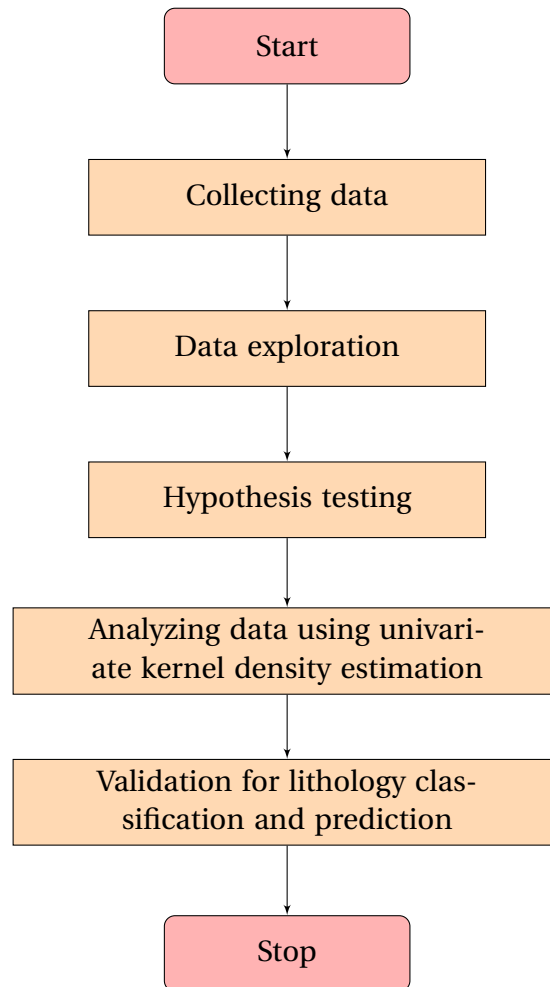 Start
Collecting data
Data exploration
Hypothesis testing
Analyzing data using univari-
ate kernel density estimation
Validation for lithology clas-
sification and prediction
Stop